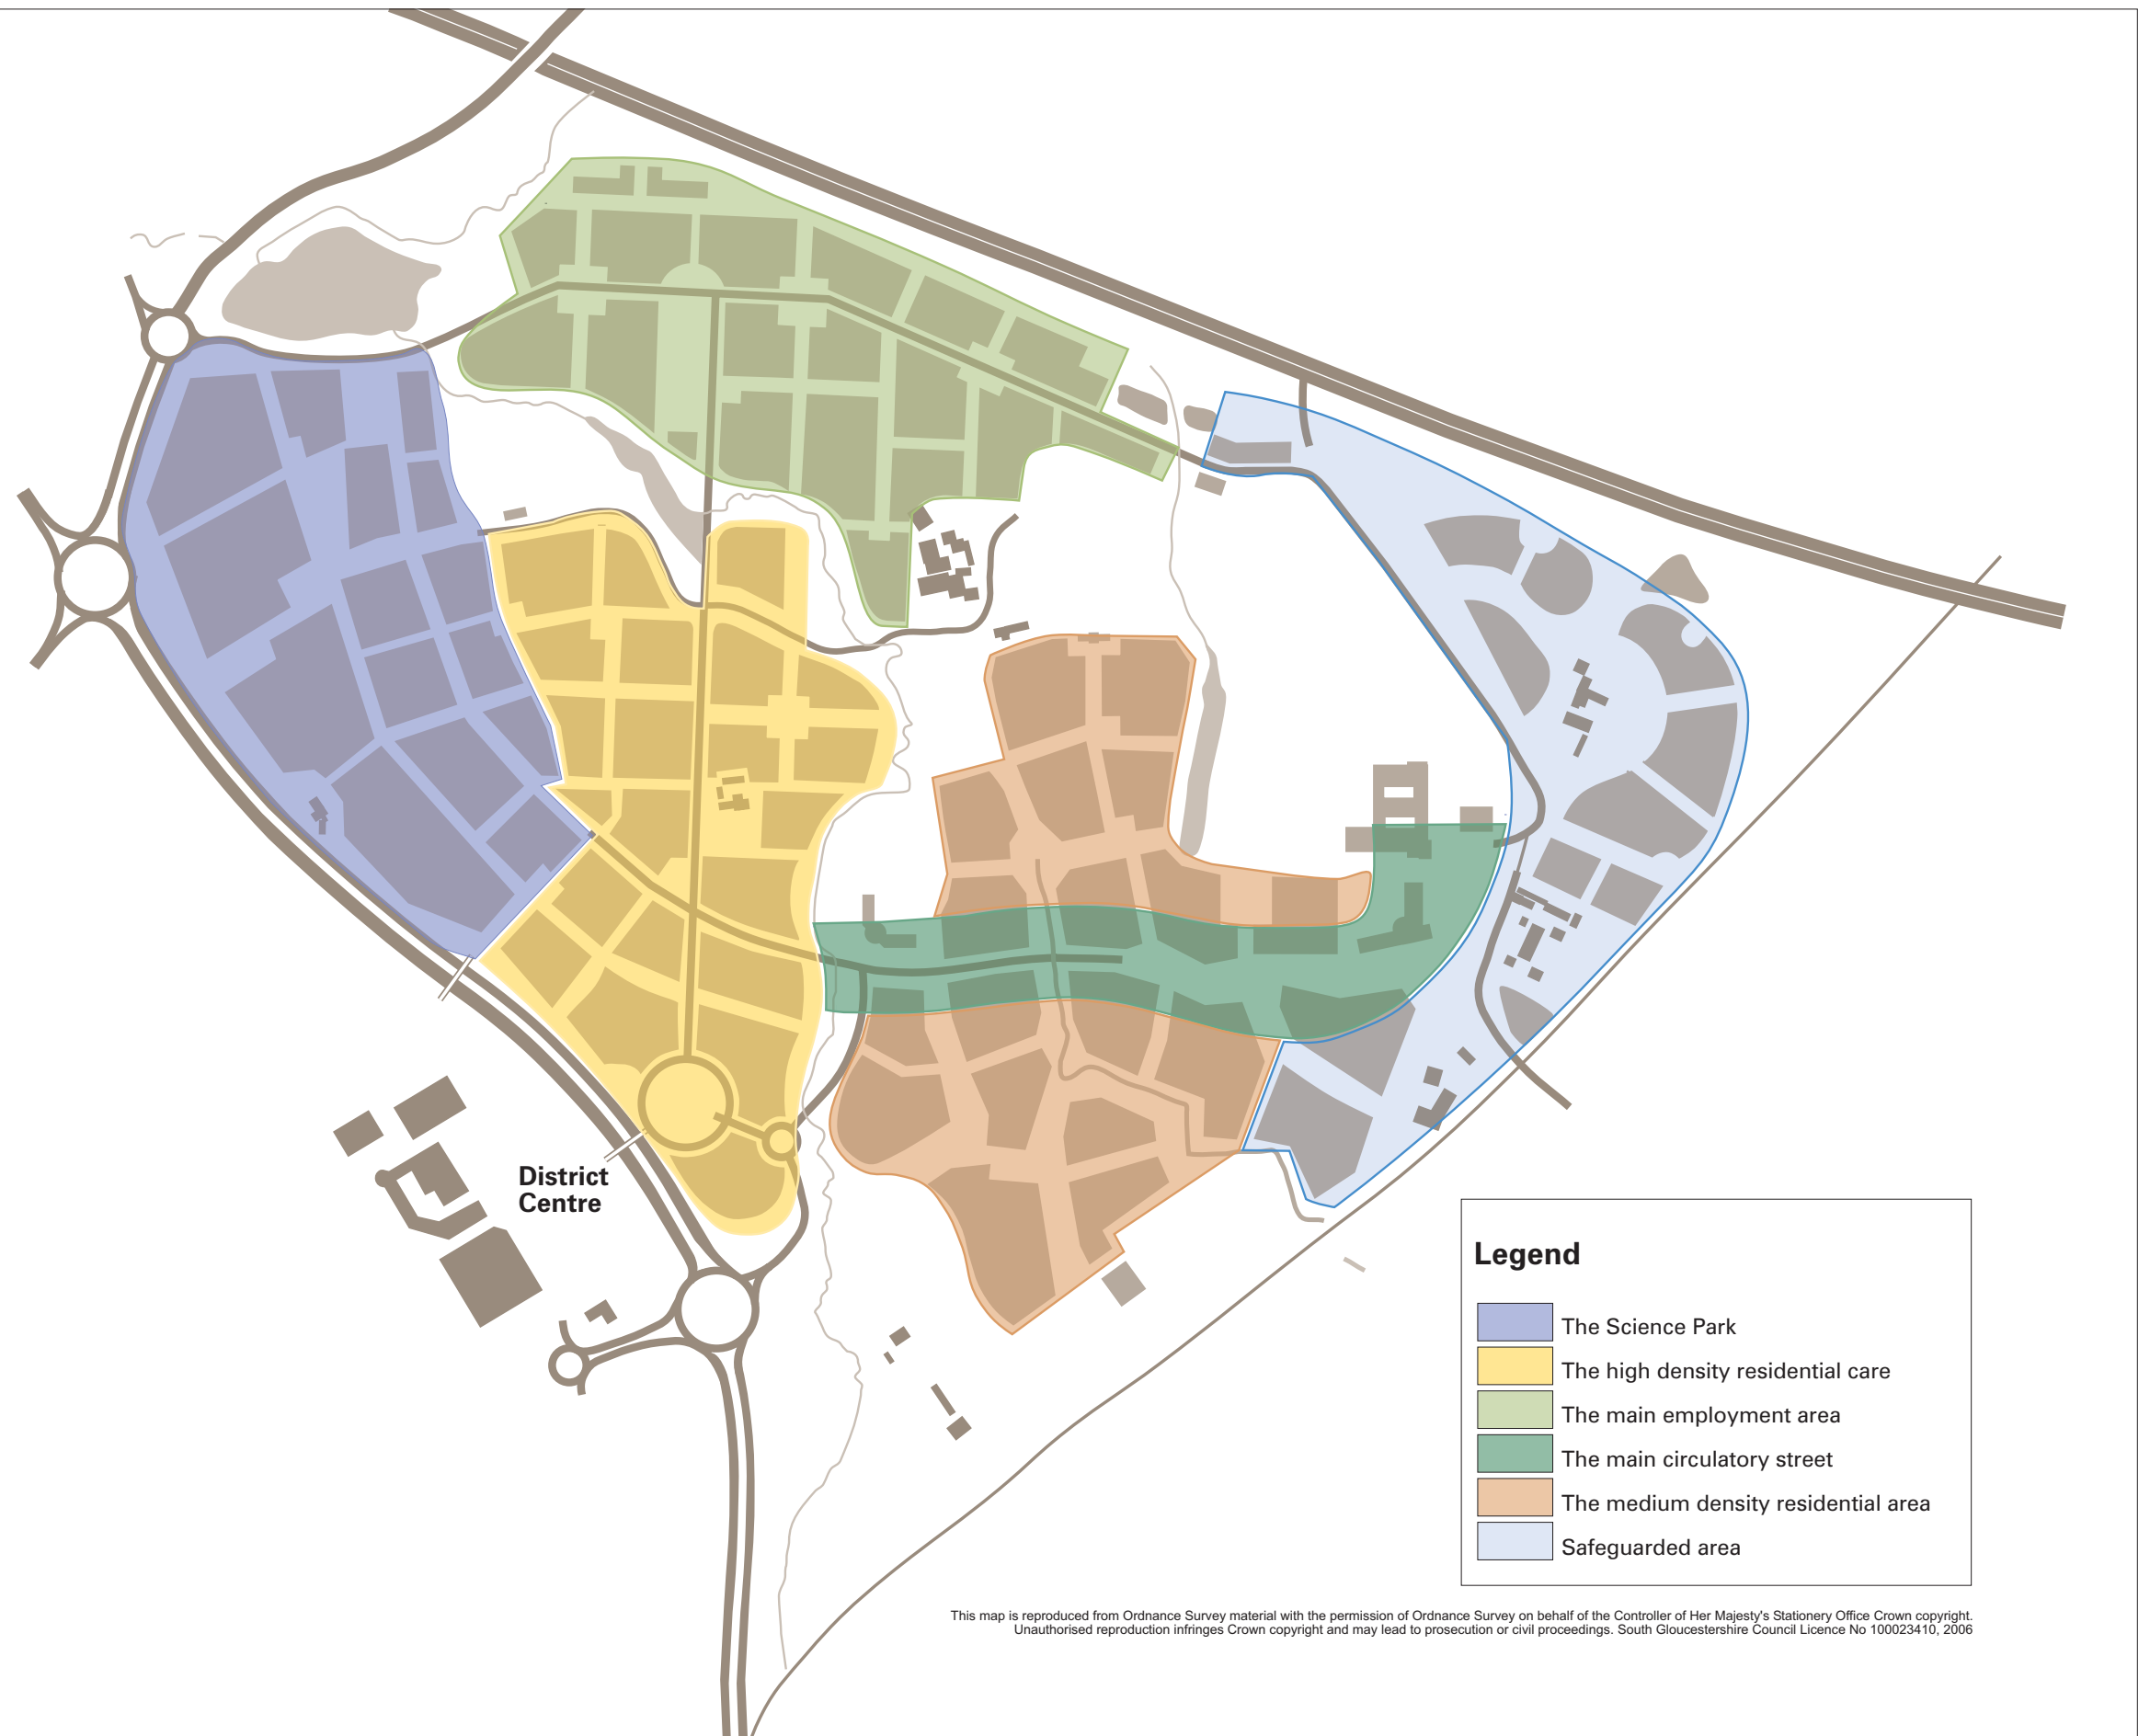 District
Centre
Legend
The Science Park
The high density residential care
The main employment area
The main circulatory street
The medium density residential area
Safeguarded area
This map is reproduced from Ordnance Survey material with the permission of Ordnance Survey on behalf of the Controller of Her Majesty's Stationery Office Crown copyright.
Unauthorised reproduction infringes Crown copyright and may lead to prosecution or civil proceedings. South Gloucestershire Council Licence No 100023410, 2006